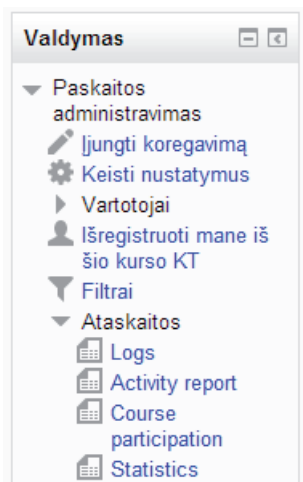 Valdymas
Paskaitos
administravimas
Įjungti koregavimą
Keisti nustatymus
Vartotojai
Išregistruoti mane iš
šio kurso KT
Filtrai
Ataskaitos
Logs
Activity report
Course
participation
Statistics